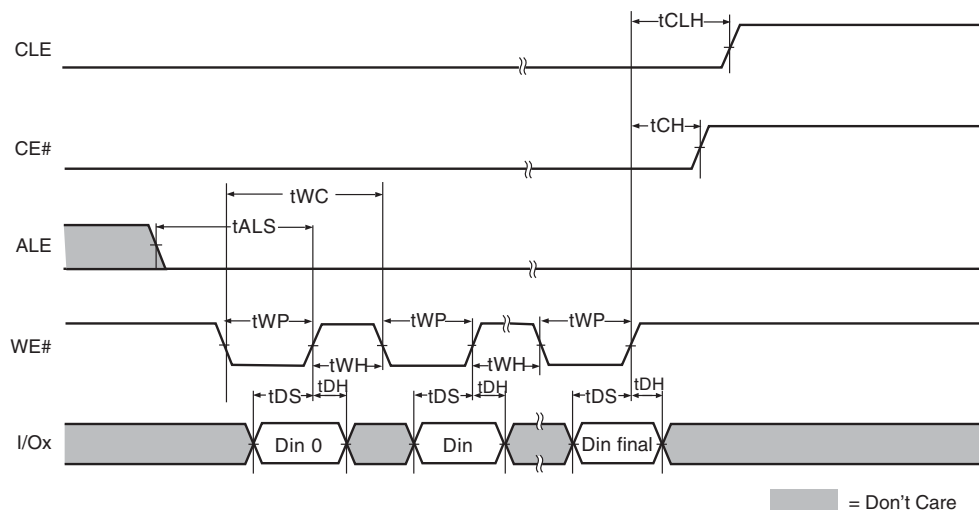 tCLH
CLE
tCH
CE#
tWC
tALS
ALE
tWP tWP tWP
WE#
tWH tWH
tDS tDH tDS tDH tDS tDH
I/Ox Din 0 Din Din final
= Don't Care